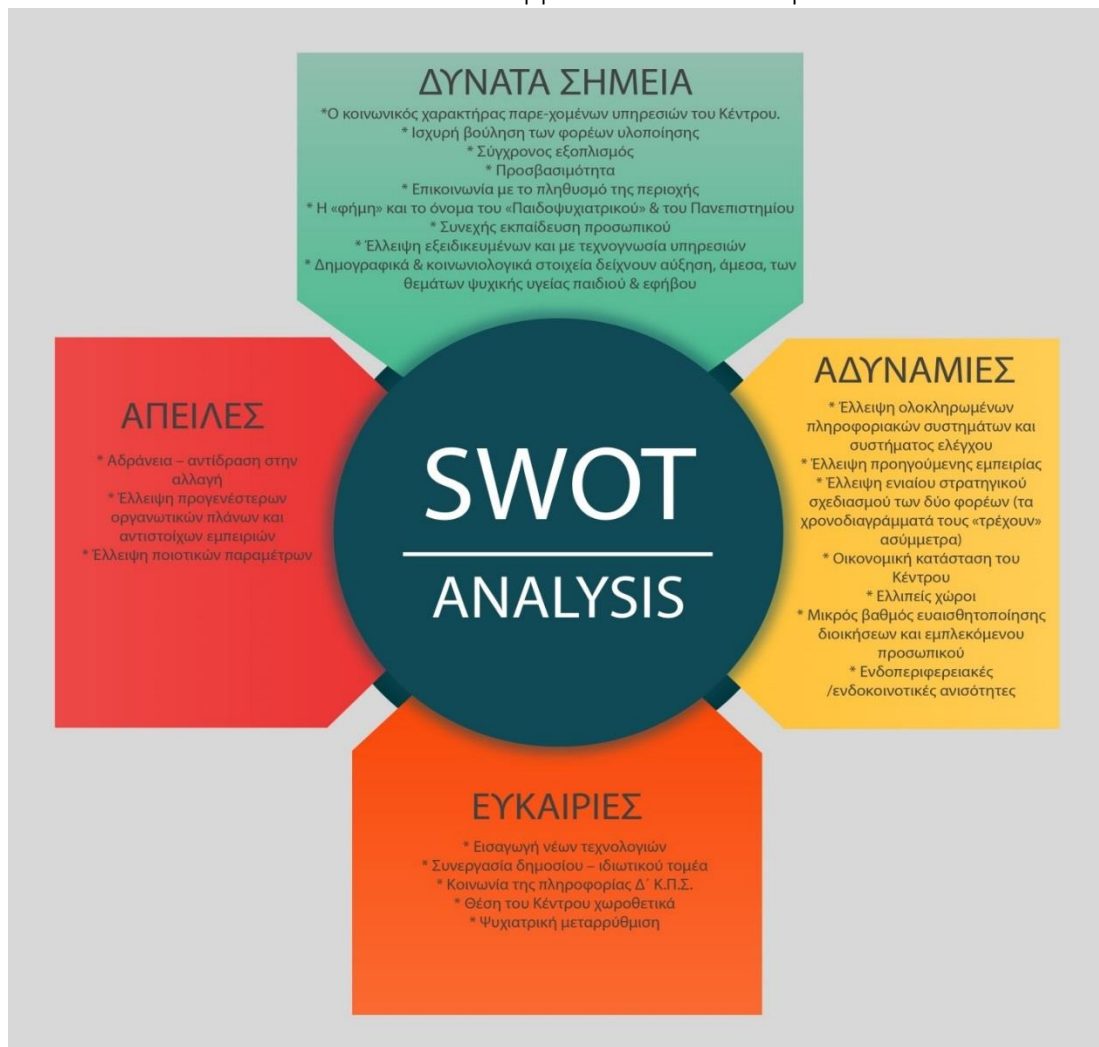 ΔΥΝΑΤΑ ΣΗΜΕΙΑ
*Ο κοινωνικός χαρακτήρας παρε-χομένων υπηρεσιών του Κέντρου.
* Ισχυρή βούληση των φορέων υλοποίησης
* Σύγχρονος εξοπλισμός
* Προσβασιμότητα
* Επικοινωνία με το πληθυσμό της περιοχής
* Η «φήμη» και το όνομα του «Παιδοψυχιατρικού» & του Πανεπιστημίου
* Συνεχής εκπαίδευση προσωπικού
* Έλλειψη εξειδικευμένων και με τεχνογνωσία υπηρεσιών
* Δημογραφικά & κοινωνιολογικά στοιχεία δείχνουν αύξηση, άμεσα, των
θεμάτων ψυχικής υγείας παιδιού & εφήβου
ΑΠΕΙΛΕΣ
* Αδράνεια – αντίδραση στην
αλλαγή
* Έλλειψη προγενέστερων
οργανωτικών πλάνων και
αντιστοίχων εμπειριών
* Έλλειψη ποιοτικών παραμέτρων
SWOT
ANALYSIS
ΑΔΥΝΑΜΙΕΣ
* Έλλειψη ολοκληρωμένων
πληροφοριακών συστημάτων και
συστήματος ελέγχου
* Έλλειψη προηγούμενης εμπειρίας
* Έλλειψη ενιαίου στρατηγικού
σχεδιασμού των δύο φορέων (τα
χρονοδιαγράμματά τους «τρέχουν»
ασύμμετρα)
* Οικονομική κατάσταση του
Κέντρου
* Ελλιπείς χώροι
* Μικρός βαθμός ευαισθητοποίησης
διοικήσεων και εμπλεκόμενου
προσωπικού
* Ενδοπεριφερειακές
/ενδοκοινοτικές ανισότητες
ΕΥΚΑΙΡΙΕΣ
* Εισαγωγή νέων τεχνολογιών
* Συνεργασία δημοσίου – ιδιωτικού τομέα
* Κοινωνία της πληροφορίας Δ΄ Κ.Π.Σ.
* Θέση του Κέντρου χωροθετικά
* Ψυχιατρική μεταρρύθμιση